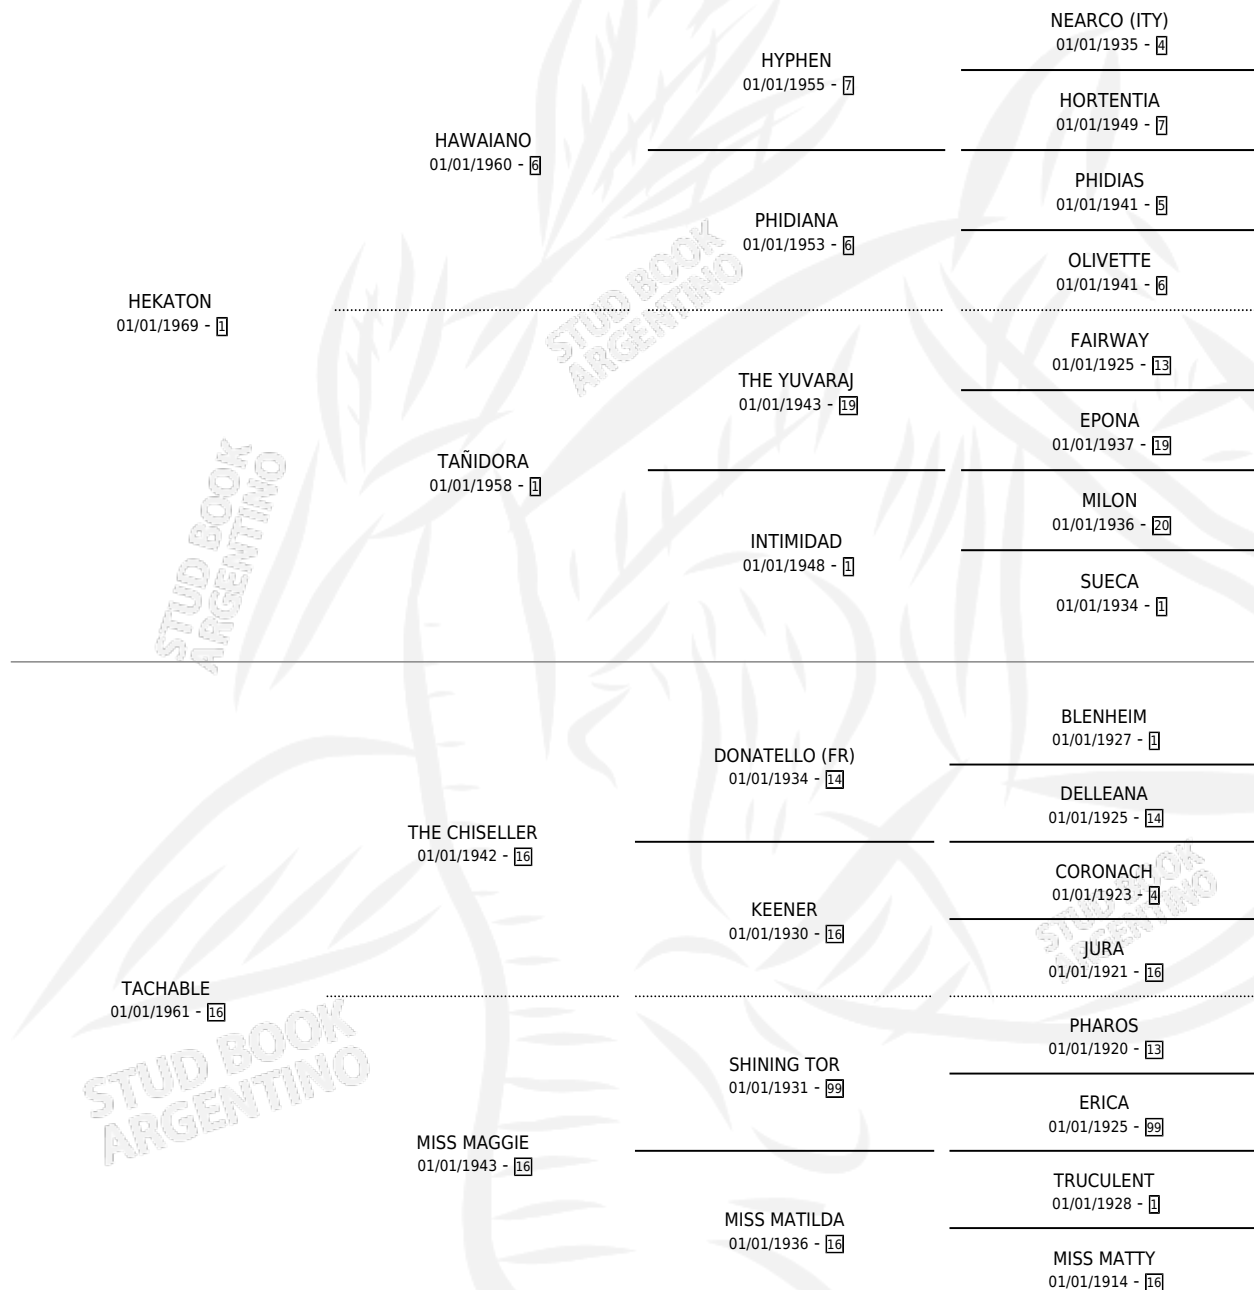 NEARCO (ITY)
01/01/1935 - 4
HYPHEN
01/01/1955 - 7
HORTENTIA
01/01/1949 - 7
HAWAIANO
01/01/1960 - 6
PHIDIAS
01/01/1941 - 5
PHIDIANA
01/01/1953 - 6
OLIVETTE
01/01/1941 - 6
HEKATON
01/01/1969 - 1
FAIRWAY
01/01/1925 - 13
THE YUVARAJ
01/01/1943 - 19
EPONA
01/01/1937 - 19
TAÑIDORA
01/01/1958 - 1
MILON
01/01/1936 - 20
INTIMIDAD
01/01/1948 - 1
SUECA
01/01/1934 - 1
BLENHEIM
01/01/1927 - 1
DONATELLO (FR)
01/01/1934 - 14
DELLEANA
01/01/1925 - 14
THE CHISELLER
01/01/1942 - 16
CORONACH
01/01/1923 - 4
KEENER
01/01/1930 - 16
JURA
01/01/1921 - 16
TACHABLE
01/01/1961 - 16
PHAROS
01/01/1920 - 13
SHINING TOR
01/01/1931 - 99
ERICA
01/01/1925 - 99
MISS MAGGIE
01/01/1943 - 16
TRUCULENT
01/01/1928 - 1
MISS MATILDA
01/01/1936 - 16
MISS MATTY
01/01/1914 - 16
STUD BOOK
ARGENTINO
STUD BOOK
ARGENTINO
STUD BOOK
ARGENTINO
STUD BOOK
ARGENTINO